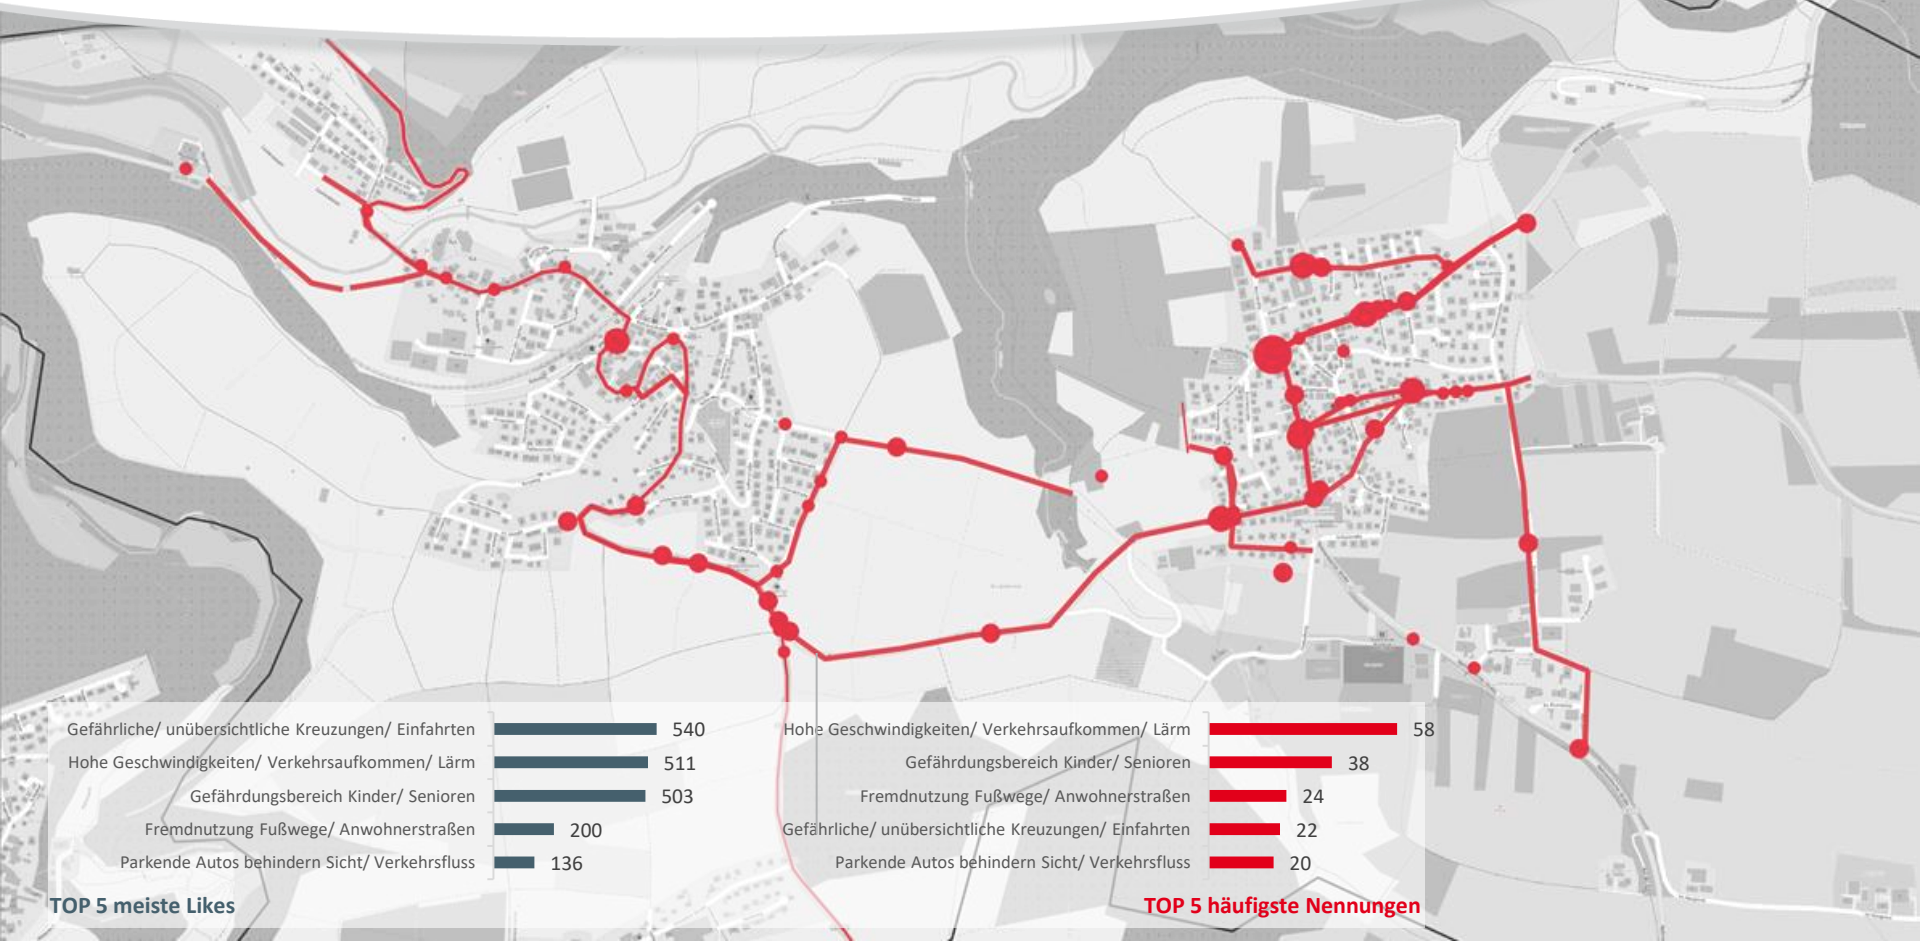 Gefährliche/ unübersichtliche Kreuzungen/ Einfahrten 540
Hohe Geschwindigkeiten/ Verkehrsaufkommen/ Lärm 511
Gefährdungsbereich Kinder/ Senioren 503
Fremdnutzung Fußwege/ Anwohnerstraßen 200
Parkende Autos behindern Sicht/ Verkehrsfluss 136
TOP 5 meiste Likes
Hohe Geschwindigkeiten/ Verkehrsaufkommen/ Lärm 58
Gefährdungsbereich Kinder/ Senioren 38
Fremdnutzung Fußwege/ Anwohnerstraßen 24
Gefährliche/ unübersichtliche Kreuzungen/ Einfahrten 22
Parkende Autos behindern Sicht/ Verkehrsfluss 20
TOP 5 häufigste Nennungen